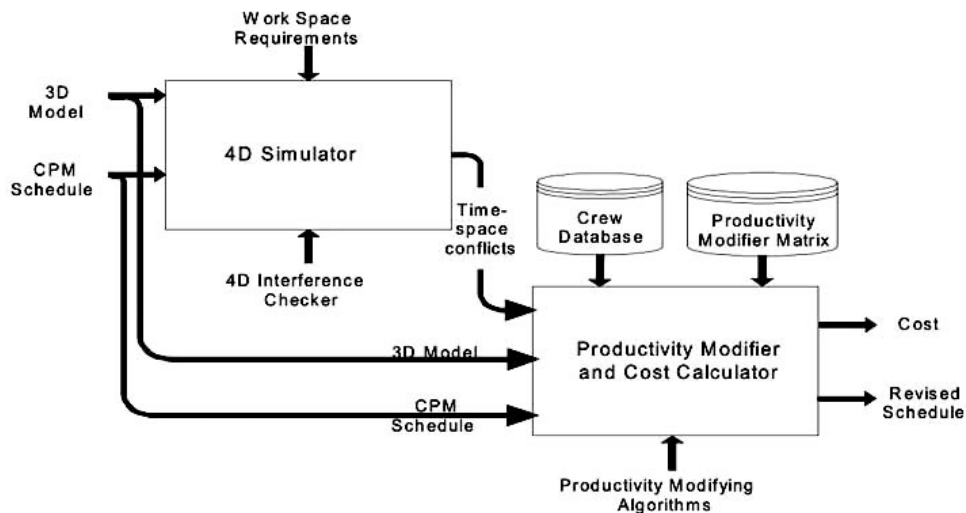 Work Space
Requirements
3D
Model
4D Simulator
CPM
Schedule
Time-
space
conflicts
Crew
Database
Productivity
Modifier Matrix
4D Interference
Checker
3D Model
Productivity Modifier
and Cost Calculator
Cost
CPM
Schedule
Revised
Schedule
Productivity Modifying
Algorithms